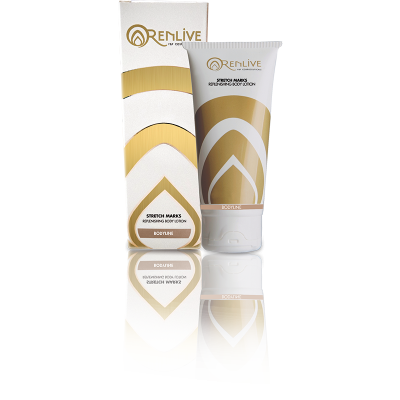 RENLIVE
STRETCH MARKS
REPLENISHING BODY LOTION
BODYLINE
RENLIVE
STRETCH MARKS
REPLENISHING BODY LOTION
BODYLINE